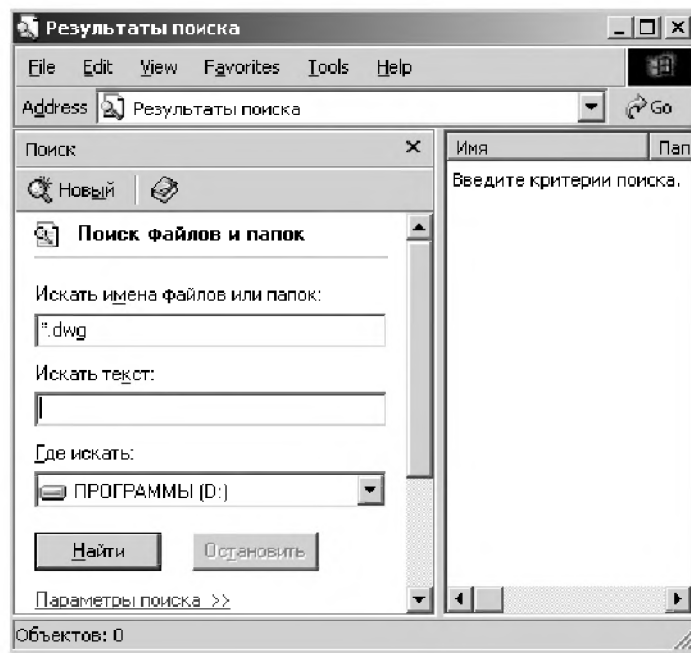 Результаты поиска
File Edit View Favorites Tools Help
Address Результаты поиска Go
Поиск
Новый
Поиск файлов и папок
Искать имена файлов или папок:
*.dwg
Искать текст:
Где искать:
ПРОГРАММЫ (D:)
Найти Остановить
Параметры поиска >>
Имя Пап
Введите критерии поиска.
Объектов: 0